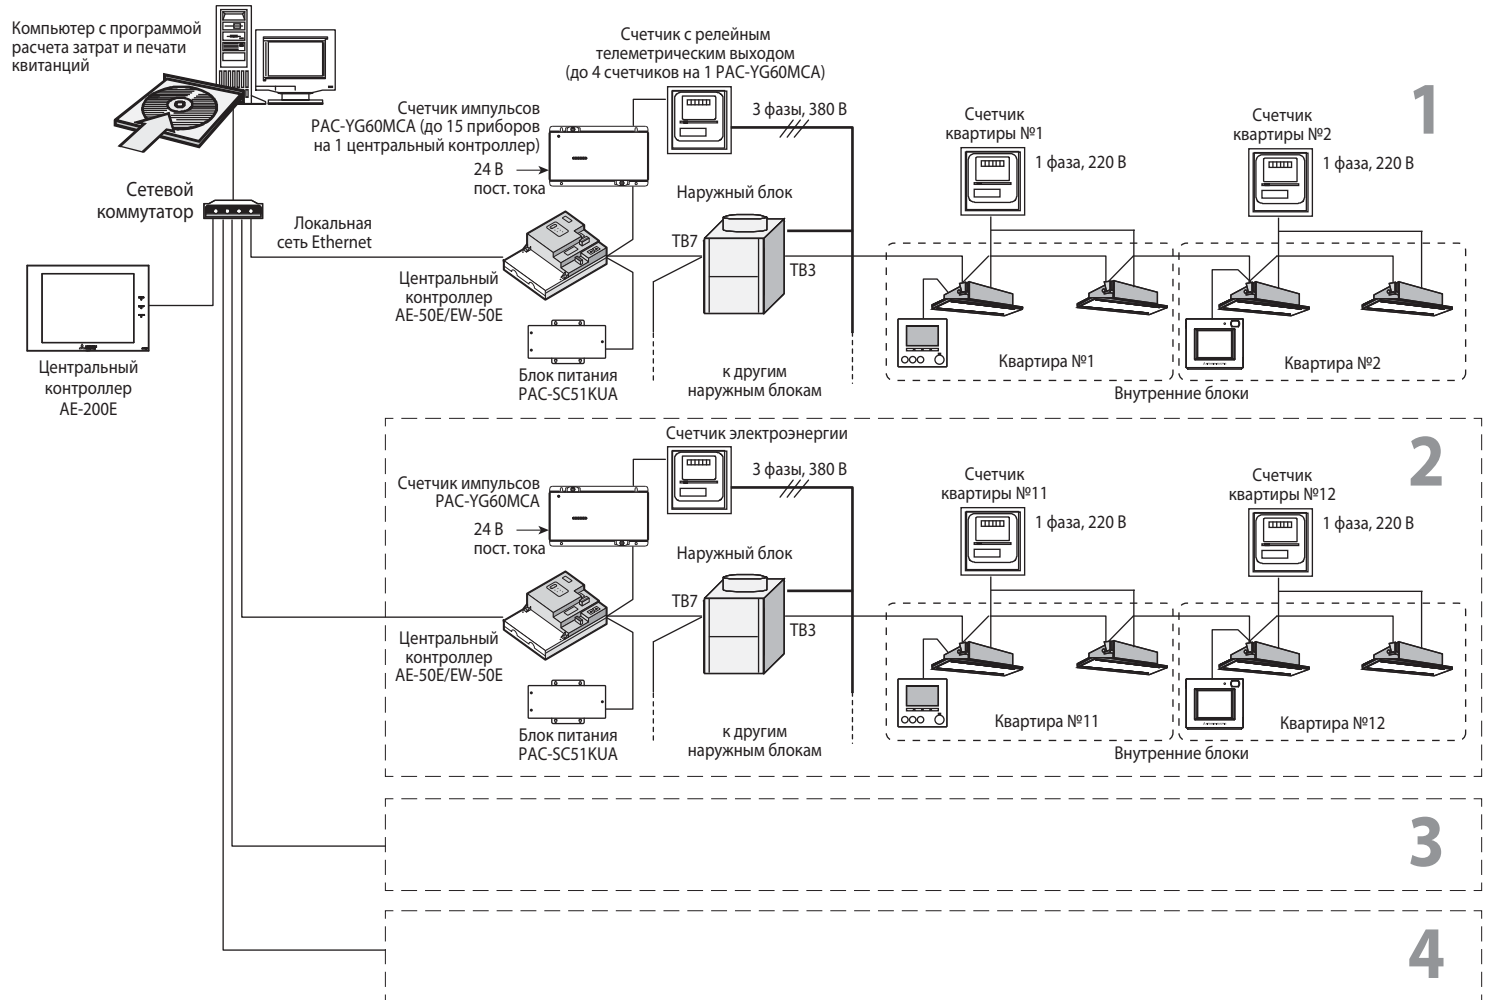 Компьютер с программой
расчета затрат и печати
квитанций
Счетчик с релейным
телеметрическим выходом
(до 4 счетчиков на 1 PAC-YG60MCA)
Счетчик импульсов
PAC-YG60MCA (до 15 приборов
на 1 центральный контроллер)
24 В
пост. тока
3 фазы, 380 В
Счетчик
квартиры №1
1 фаза, 220 В
Счетчик
квартиры №2
1 фаза, 220 В
1
Сетевой
коммутатор
Локальная
сеть Ethernet
Наружный блок
TB7
TB3
Центральный
контроллер
AE-50E/EW-50E
Блок питания
PAC-SC51KUA
к другим
наружным блокам
Квартира №1
Квартира №2
Внутренние блоки
Центральный
контроллер
AE-200E
Счетчик электроэнергии
3 фазы, 380 В
Счетчик импульсов
PAC-YG60MCA
24 В
пост. тока
Счетчик
квартиры №11
1 фаза, 220 В
Счетчик
квартиры №12
1 фаза, 220 В
2
Наружный блок
TB7
TB3
Центральный
контроллер
AE-50E/EW-50E
Блок питания
PAC-SC51KUA
к другим
наружным блокам
Квартира №11
Квартира №12
Внутренние блоки
3
4